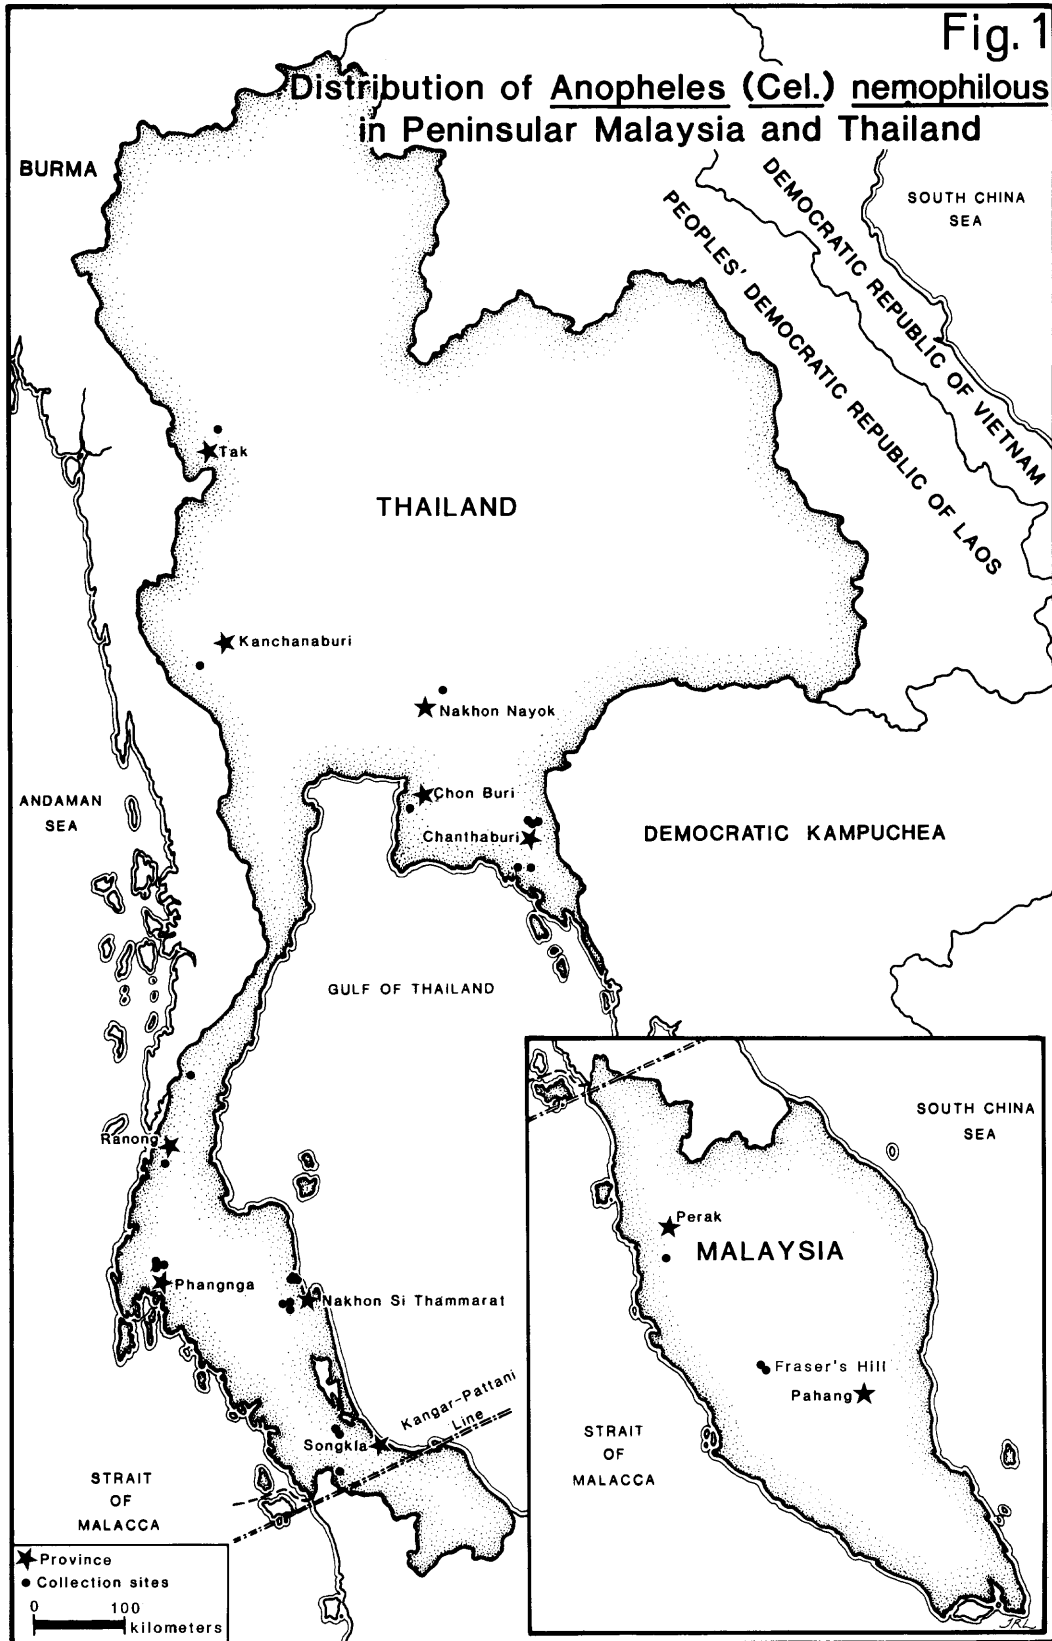 Fig. 1
Distribution of Anopheles (Cel.) nemophilous
in Peninsular Malaysia and Thailand
BURMA
SOUTH CHINA
SEA
DEMOCRATIC REPUBLIC OF VIETNAM
PEOPLES' DEMOCRATIC REPUBLIC OF LAOS
Tak
THAILAND
Kanchanaburi
Nakhon Nayok
ANDAMAN
SEA
Chon Buri
Chanthaburi
DEMOCRATIC KAMPUCHEA
GULF OF THAILAND
Ranong
Phangnga
Nakhon Si Thammarat
Kangar-Pattani
Line
Songkla
STRAIT
OF
MALACCA
Province
Collection sites
0 100
kilometers
SOUTH CHINA
SEA
Perak
MALAYSIA
Fraser's Hill
Pahang
STRAIT
OF
MALACCA
JRL